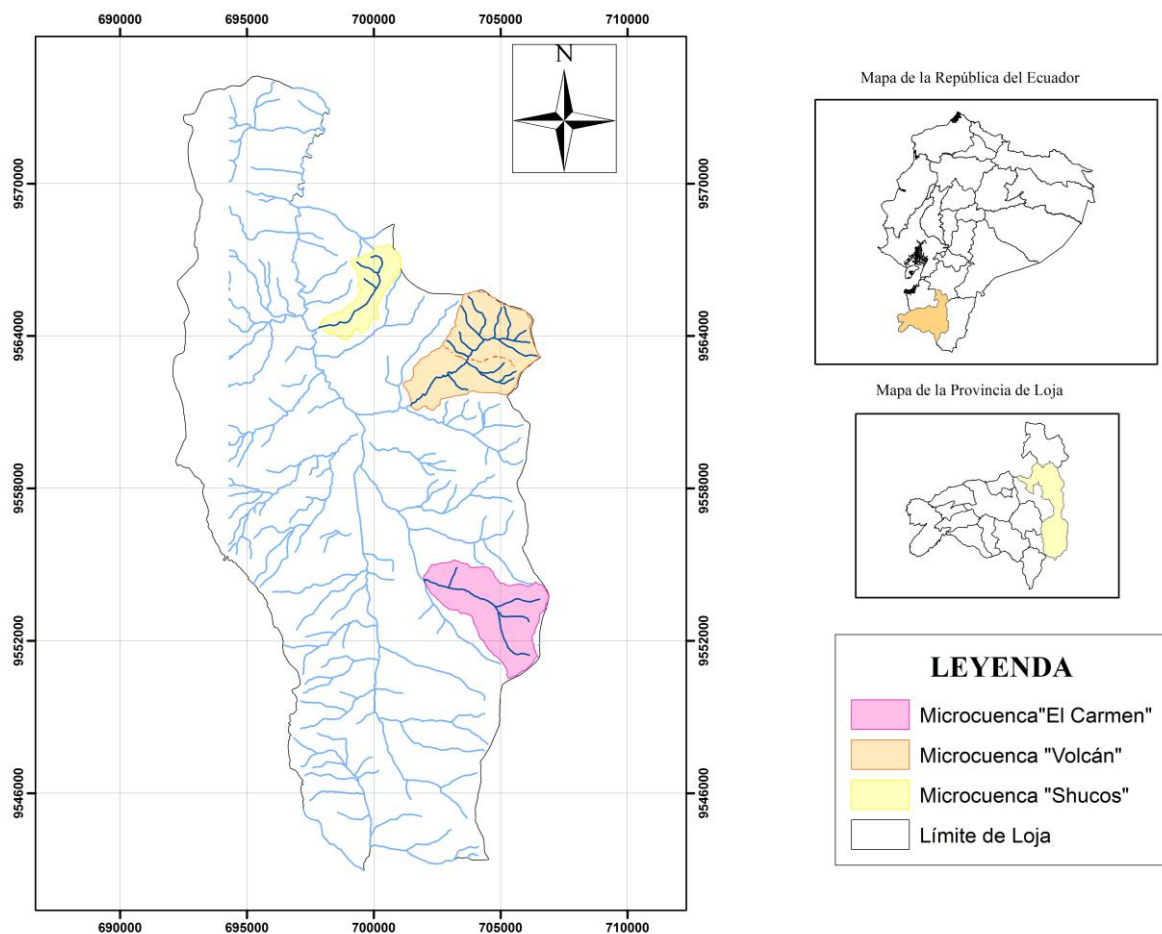 690000 695000 700000 705000 710000
N
9570000
9564000
9558000
9552000
9546000
9570000
9564000
9558000
9552000
9546000
690000 695000 700000 705000 710000
Mapa de la República del Ecuador
Mapa de la Provincia de Loja
LEYENDA
Microcuenca"El Carmen"
Microcuenca "Volcán"
Microcuenca "Shucos"
Límite de Loja